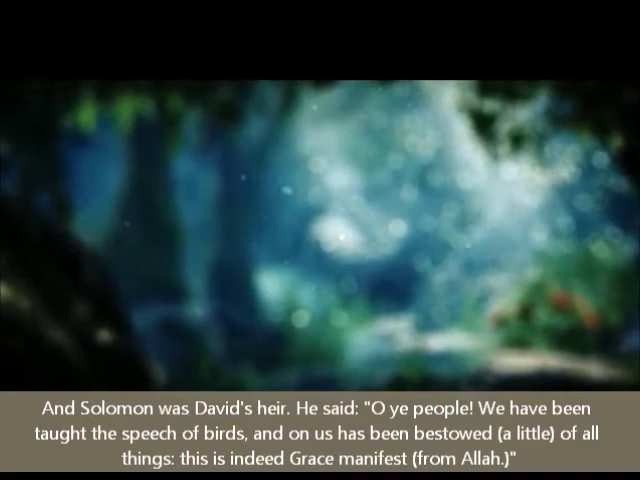 And Solomon was David's heir. He said: "O ye people! We have been
taught the speech of birds, and on us has been bestowed (a little) of all
things: this is indeed Grace manifest (from Allah.)"